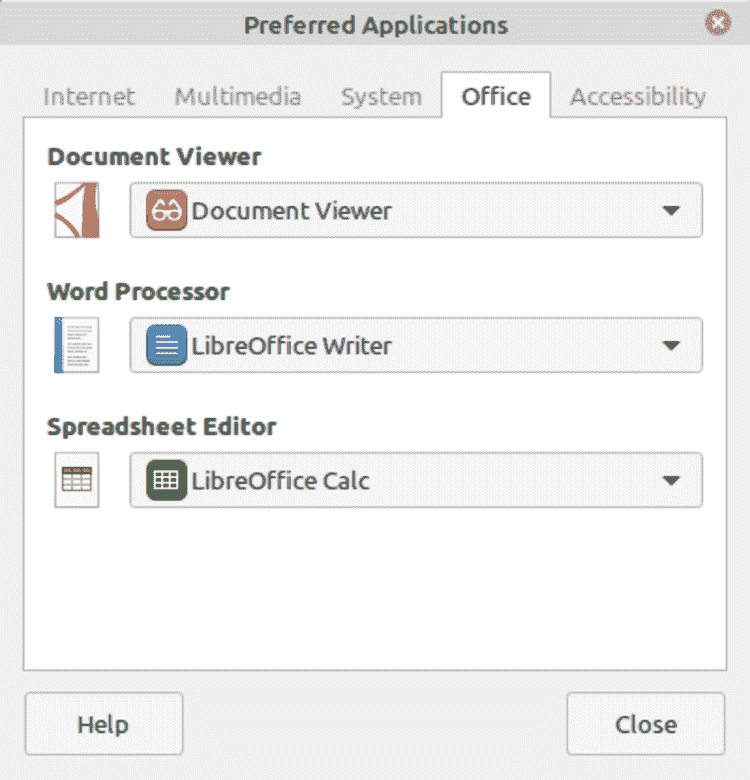 Preferred Applications
Internet Multimedia System Office Accessibility
Document Viewer
Document Viewer
Word Processor
LibreOffice Writer
Spreadsheet Editor
LibreOffice Calc
Help Close